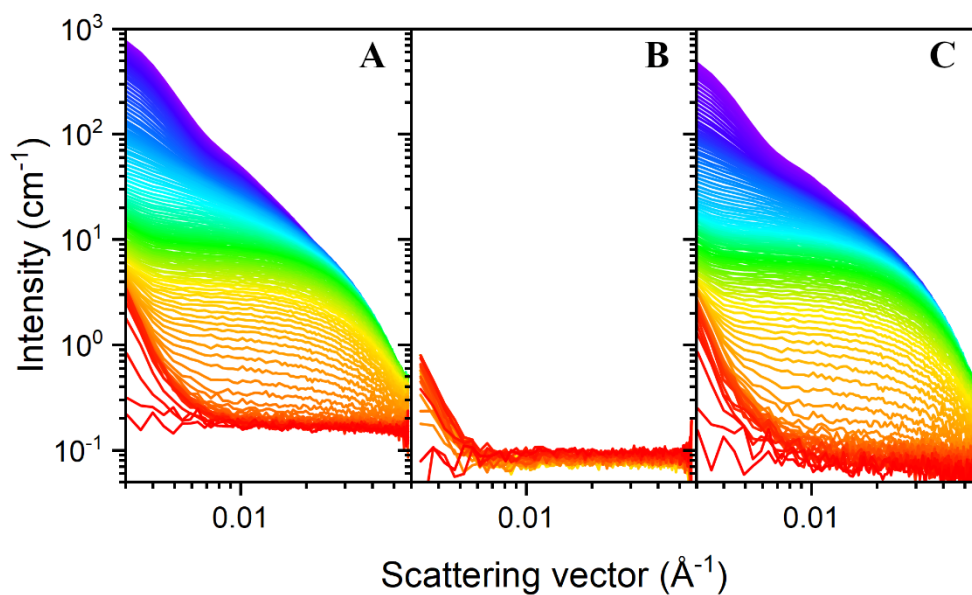 A
B
C
10³
10²
10¹
10⁰
10⁻¹
Intensity (cm⁻¹)
0.01
0.01
0.01
Scattering vector (Å⁻¹)